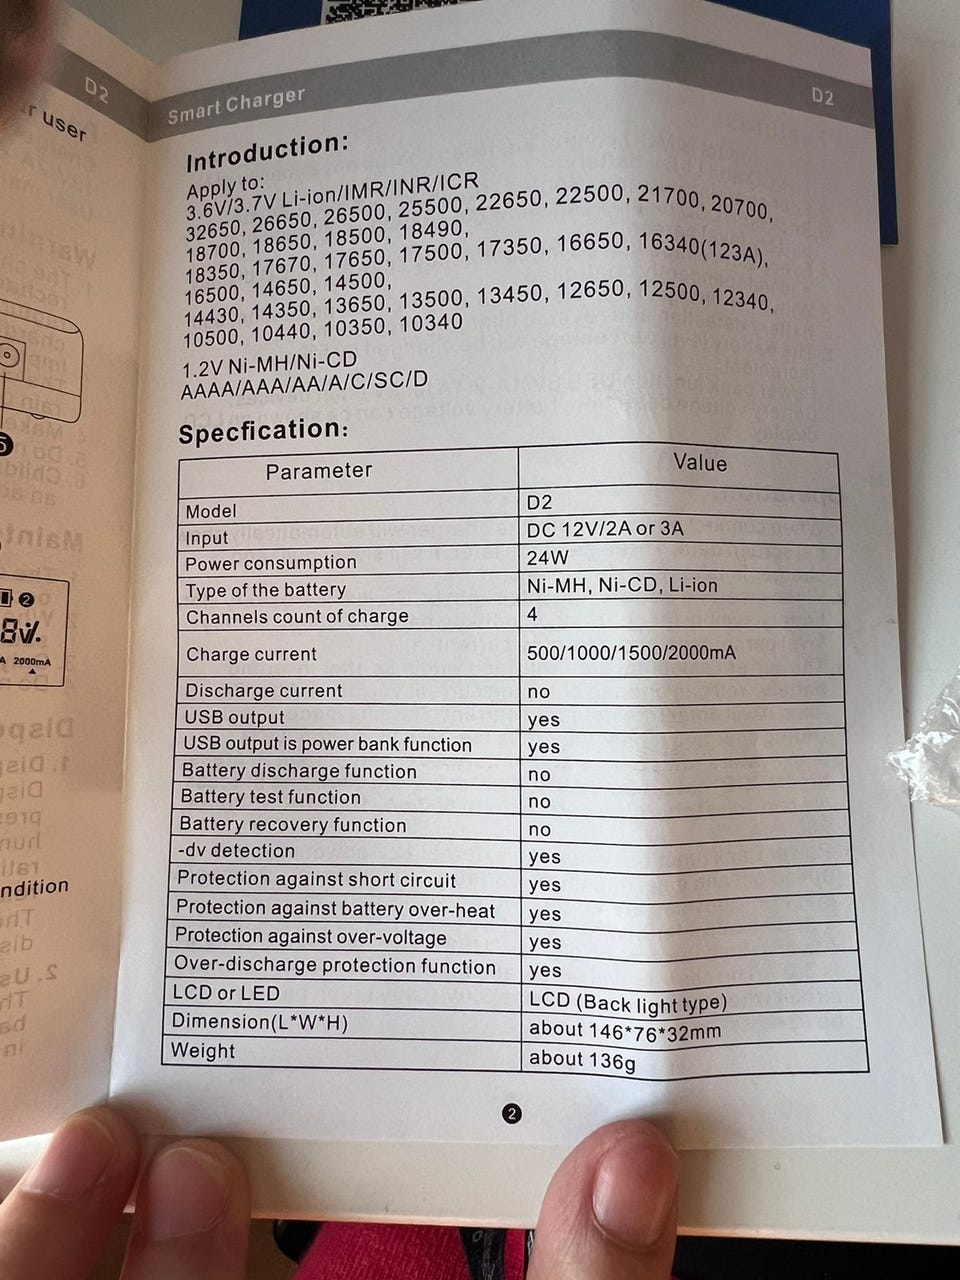 D2
r user
5
2
8v%
A 2000mA
ndition
Smart Charger D2
Introduction:
Apply to:
3.6V/3.7V Li-ion/IMR/INR/ICR
32650, 26650, 26500, 25500, 22650, 22500, 21700, 20700,
18700, 18650, 18500, 18490,
18350, 17670, 17650, 17500, 17350, 16650, 16340(123A),
16500, 14650, 14500,
14430, 14350, 13650, 13500, 13450, 12650, 12500, 12340,
10500, 10440, 10350, 10340
1.2V Ni-MH/Ni-CD
AAAA/AAA/AA/A/C/SC/D
Specfication:
Parameter Value
Model D2
Input DC 12V/2A or 3A
Power consumption 24W
Type of the battery Ni-MH, Ni-CD, Li-ion
Channels count of charge 4
Charge current 500/1000/1500/2000mA
Discharge current no
USB output yes
USB output is power bank function yes
Battery discharge function no
Battery test function no
Battery recovery function no
-dv detection yes
Protection against short circuit yes
Protection against battery over-heat yes
Protection against over-voltage yes
Over-discharge protection function yes
LCD or LED LCD (Back light type)
Dimension(L*W*H) about 146*76*32mm
Weight about 136g
2